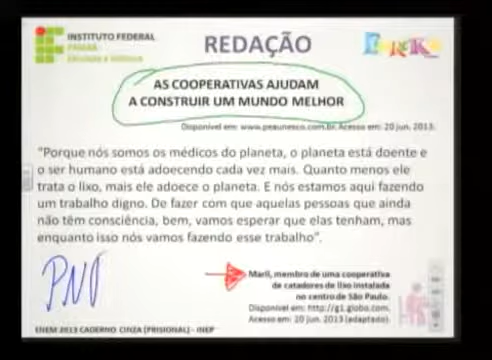 INSTITUTO FEDERAL
PARANÁ
REDAÇÃO
EUREKA
AS COOPERATIVAS AJUDAM
A CONSTRUIR UM MUNDO MELHOR
Disponível em: www.peaunesco.com.br. Acesso em: 20 jun. 2013.
"Porque nós somos os médicos do planeta, o planeta está doente e
o ser humano está adoecendo cada vez mais. Quanto menos ele
trata o lixo, mais ele adoece o planeta. E nós estamos aqui fazendo
um trabalho digno. De fazer com que aquelas pessoas que ainda
não têm consciência, bem, vamos esperar que elas tenham, mas
enquanto isso nós vamos fazendo esse trabalho".
Maril, membro de uma cooperativa
de catadores de lixo instalada
no centro de São Paulo.
Disponível em: http://g1.globo.com.
Acesso em: 20 jun. 2013 (adaptado).
ENEM 2013 CADERNO CINZA (PRISIONAL) - INEP